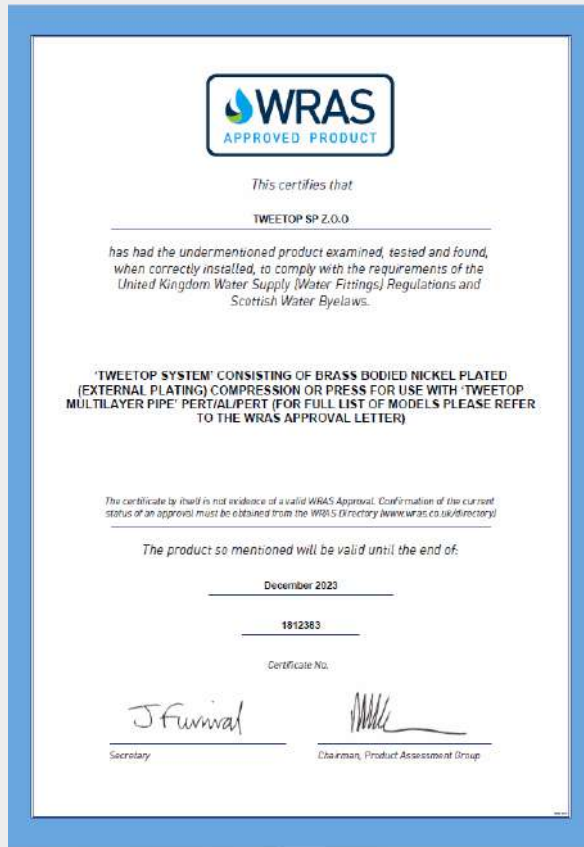 WRAS
APPROVED PRODUCT
This certifies that
TWEETOP SP Z.O.O
has had the undermentioned product examined, tested and found,
when correctly installed, to comply with the requirements of the
United Kingdom Water Supply (Water Fittings) Regulations and
Scottish Water Byelaws.
'TWEETOP SYSTEM' CONSISTING OF BRASS BODIED NICKEL PLATED
(EXTERNAL PLATING) COMPRESSION OR PRESS FOR USE WITH 'TWEETOP
MULTILAYER PIPE' PERT/AL/PERT (FOR FULL LIST OF MODELS PLEASE REFER
TO THE WRAS APPROVAL LETTER)
The certificate by itself is not evidence of a valid WRAS Approval. Confirmation of the current
status of an approval must be obtained from the WRAS Directory (www.wras.co.uk/directory)
The product so mentioned will be valid until the end of:
December 2023
1812383
Certificate No.
J Furnival
Secretary
Chairman, Product Assessment Group